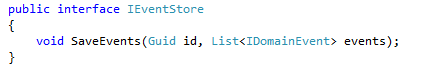 public interface IEventStore
{
void SaveEvents(Guid id, List<IDomainEvent> events);
}